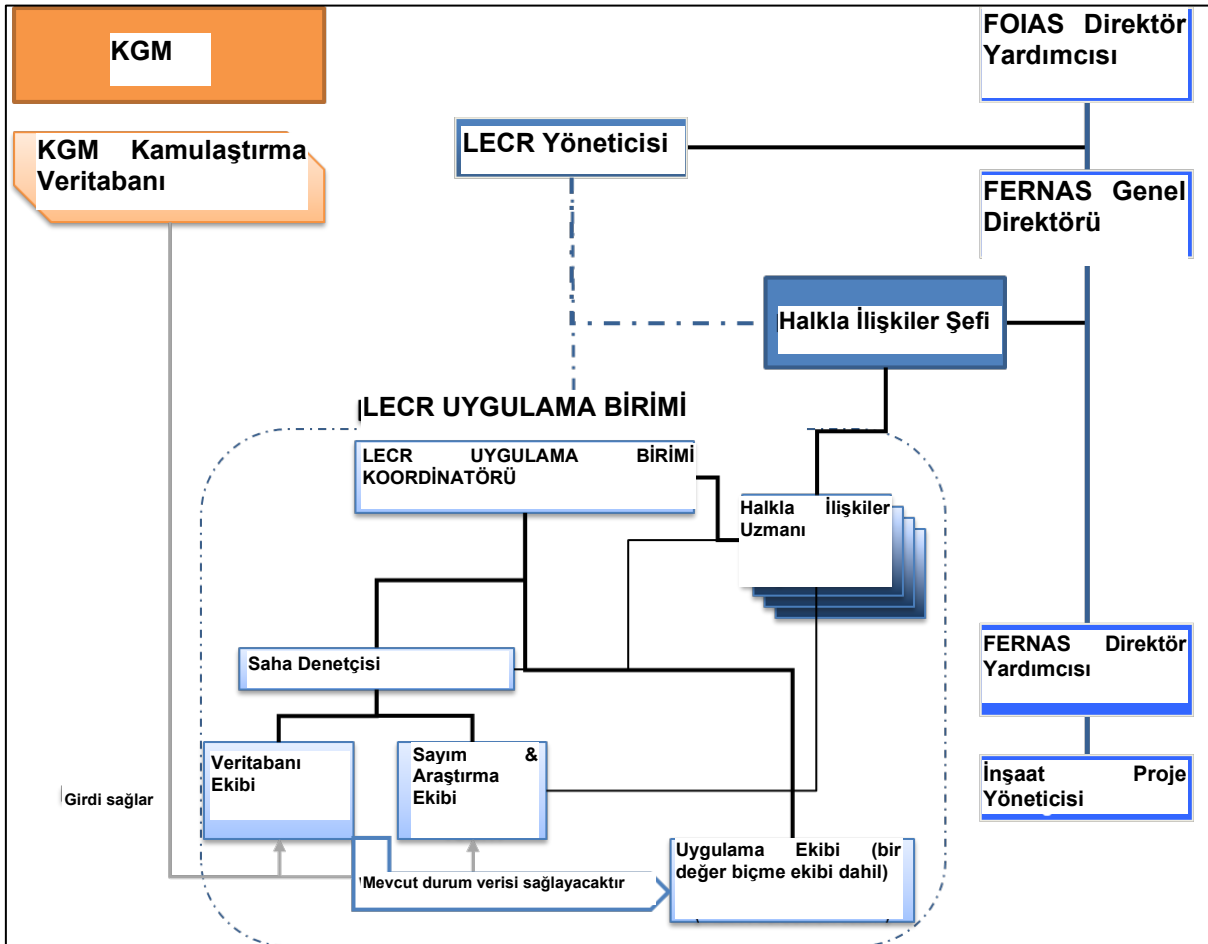 KGM
FOIAS Direktör
Yardımcısı
KGM Kamulaştırma
Veritabanı
LECR Yöneticisi
FERNAS Genel
Direktörü
Halkla İlişkiler Şefi
LECR UYGULAMA BİRİMİ
LECR UYGULAMA BİRİMİ
KOORDİNATÖRÜ
Halkla İlişkiler
Uzmanı
Saha Denetçisi
FERNAS Direktör
Yardımcısı
Veritabanı
Ekibi
Sayım &
Araştırma
Ekibi
İnşaat Proje
Yöneticisi
Girdi sağlar
Mevcut durum verisi sağlayacaktır
Uygulama Ekibi (bir
değer biçme ekibi dahil)